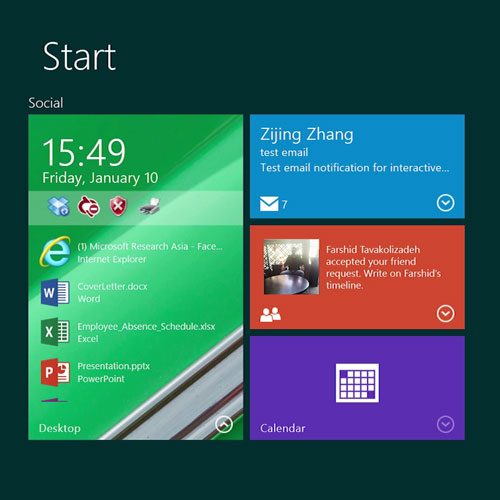 Start
Social
15:49
Friday, January 10
(1) Microsoft Research Asia - Face...
Internet Explorer
CoverLetter.docx
Word
Employee_Absence_Schedule.xlsx
Excel
Presentation.pptx
PowerPoint
Desktop
Zijing Zhang
test email
Test email notification for interactive...
7
Farshid Tavakolizadeh
accepted your friend
request. Write on Farshid's
timeline.
Calendar